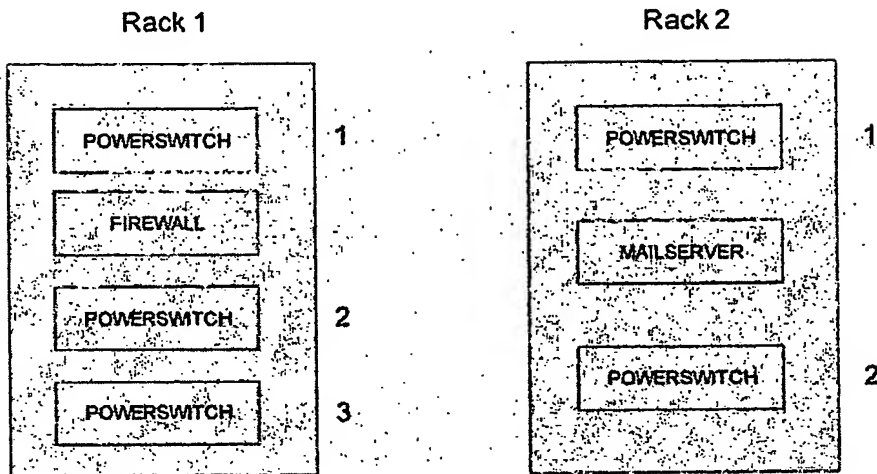 Rack 1
POWERSWITCH 1
FIREWALL
POWERSWITCH 2
POWERSWITCH 3
Rack 2
POWERSWITCH 1
MAILSERVER
POWERSWITCH 2